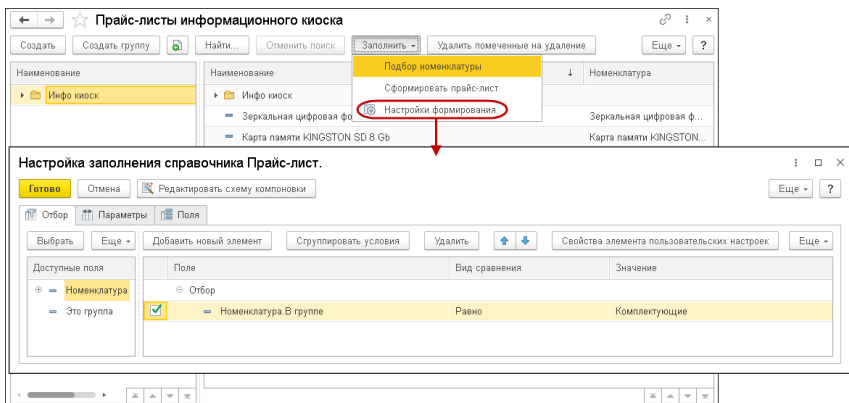 Прайс-листы информационного киоска
Создать Создать группу Найти... Отменить поиск Заполнить Удалить помеченные на удаление Еще ?
Наименование Наименование Номенклатура
Подбор номенклатуры
Сформировать прайс-лист
Настройки формирования
Инфо киоск Инфо киоск
Зеркальная цифровая фо Зеркальная цифровая ф...
Карта памяти KINGSTON SD 8 Gb Карта памяти KINGSTON...
Настройка заполнения справочника Прайс-лист.
Готово Отмена Редактировать схему компоновки Еще ?
Отбор Параметры Поля
Выбрать Еще Добавить новый элемент Сгруппировать условия Удалить Свойства элемента пользовательских настроек Еще
Доступные поля Поле Вид сравнения Значение
Номенклатура Отбор
Это группа Номенклатура.В группе Равно Комплектующие